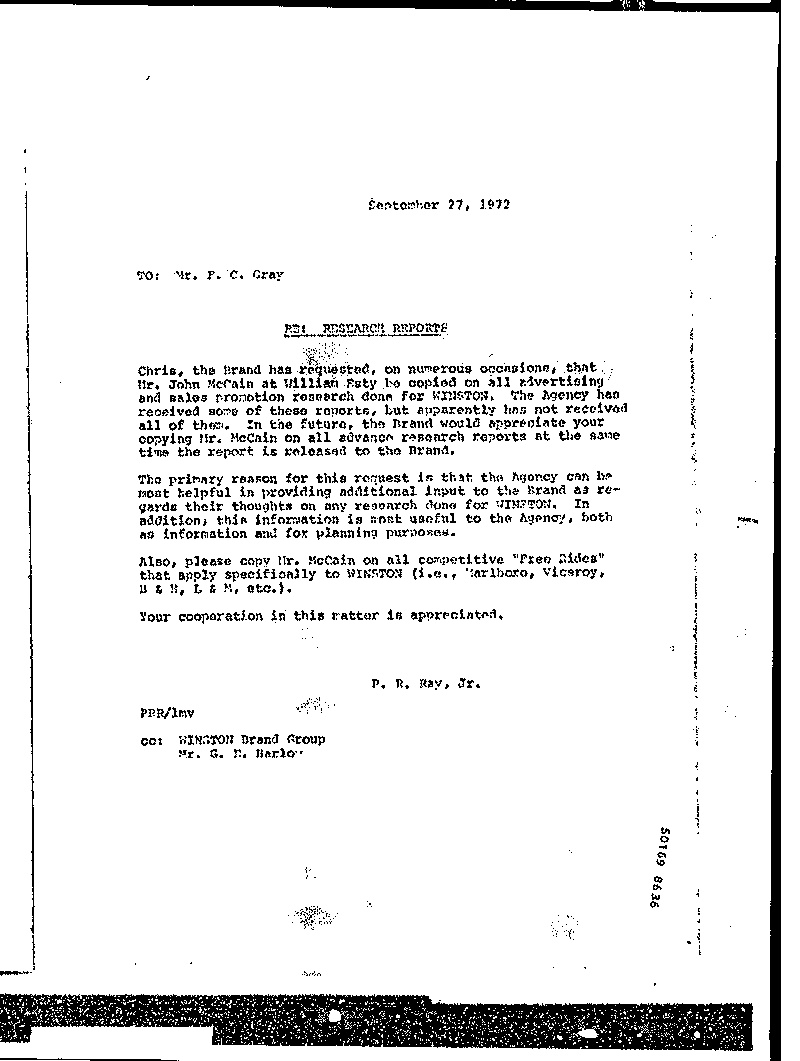 September 27, 1972
TO: Mr. F. C. Gray
RE: RESEARCH REPORTS
Chris, the Brand has requested, on numerous occasions, that
Mr. John McCain at William Esty be copied on all advertising
and sales promotion research done for WINSTON. The Agency has
received some of these reports, but apparently has not received
all of them. In the future, the Brand would appreciate your
copying Mr. McCain on all advance research reports at the same
time the report is released to the Brand.
The primary reason for this request is that the Agency can be
most helpful in providing additional input to the Brand as re-
gards their thoughts on any research done for WINSTON. In
addition, this information is most useful to the Agency, both
as information and for planning purposes.
Also, please copy Mr. McCain on all competitive "Free Rides"
that apply specifically to WINSTON (i.e., Marlboro, Viceroy,
B & H, L & M, etc.).
Your cooperation in this matter is appreciated.
P. R. Ray, Jr.
PRR/lmv
cc: WINSTON Brand Group
Mr. G. E. Barlow
50169 8636